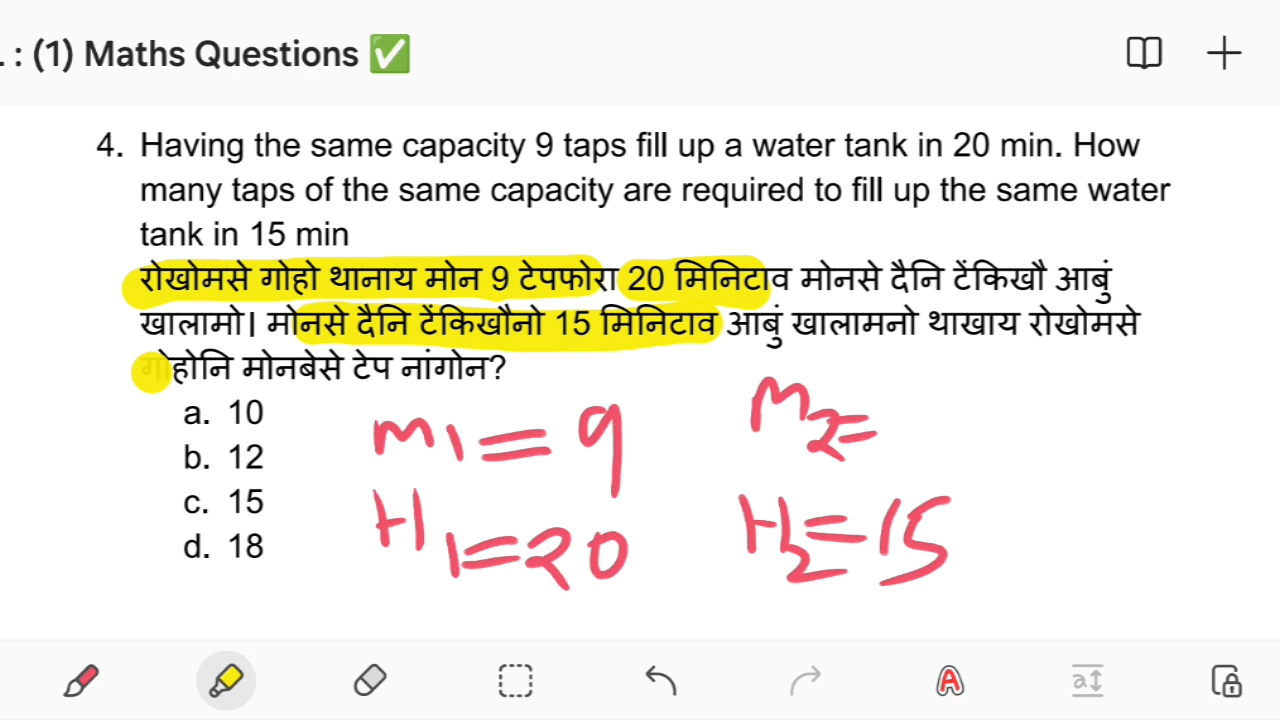 . : (1) Maths Questions ✅
4. Having the same capacity 9 taps fill up a water tank in 20 min. How
many taps of the same capacity are required to fill up the same water
tank in 15 min
रोखोमसे गोहो थानाय मोन 9 टेपफोरा 20 मिनिटाव मोनसे दैनि टेंकिखौ आबुं
खालामो। मोनसे दैनि टेंकिखौनो 15 मिनिटाव आबुं खालामनो थाखाय रोखोमसे
गोहोनि मोनबेसे टेप नांगोन?
a. 10
b. 12
c. 15
d. 18
m1 = 9
M2=
H1=20
H2=15
A
a